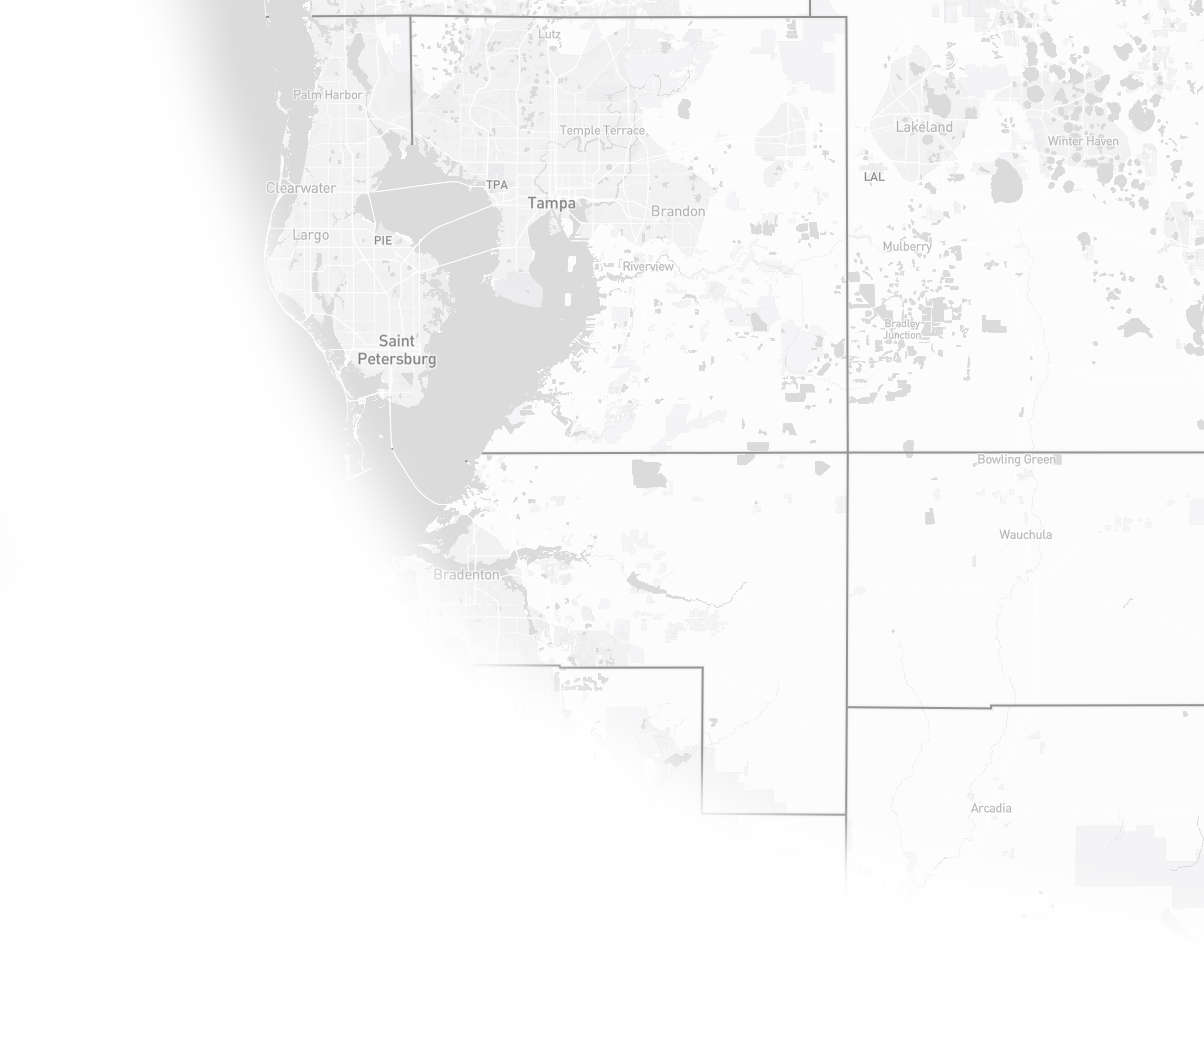 Lutz
Palm Harbor
Temple Terrace
Lakeland
Winter Haven
Clearwater
TPA
LAL
Tampa
Brandon
Largo
PIE
Mulberry
Riverview
Bradley
Junction
Saint
Petersburg
Bowling Green
Wauchula
Bradenton
Arcadia